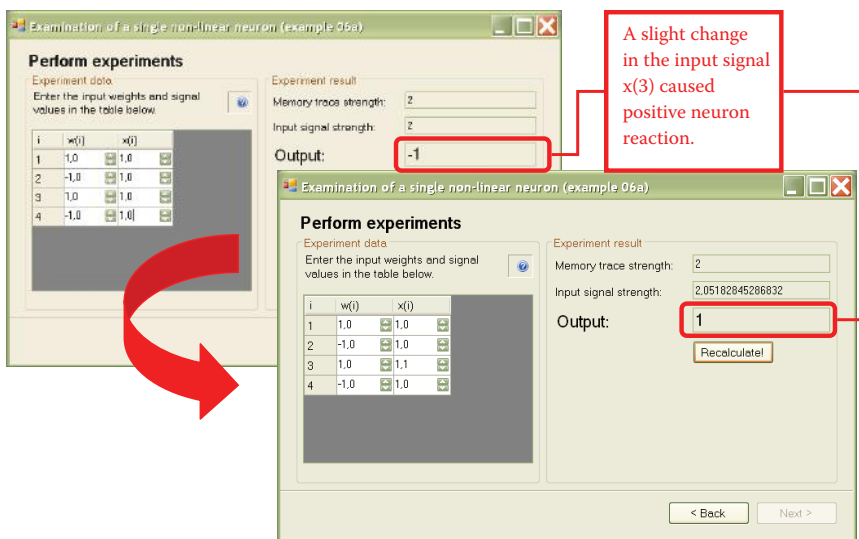 Examination of a single non-linear neuron (example 06a)
Perform experiments
Experiment data
Enter the input weights and signal
values in the table below.
i w(i) x(i)
1 1,0 1,0
2 -1,0 1,0
3 1,0 1,0
4 -1,0 1,0
Experiment result
Memory trace strength: 2
Input signal strength: 2
Output: -1
A slight change
in the input signal
x(3) caused
positive neuron
reaction.
Examination of a single non-linear neuron (example 06a)
Perform experiments
Experiment data
Enter the input weights and signal
values in the table below.
i w(i) x(i)
1 1,0 1,0
2 -1,0 1,0
3 1,0 1,1
4 -1,0 1,0
Experiment result
Memory trace strength: 2
Input signal strength: 2,05182845286832
Output: 1
Recalculate!
< Back Next >